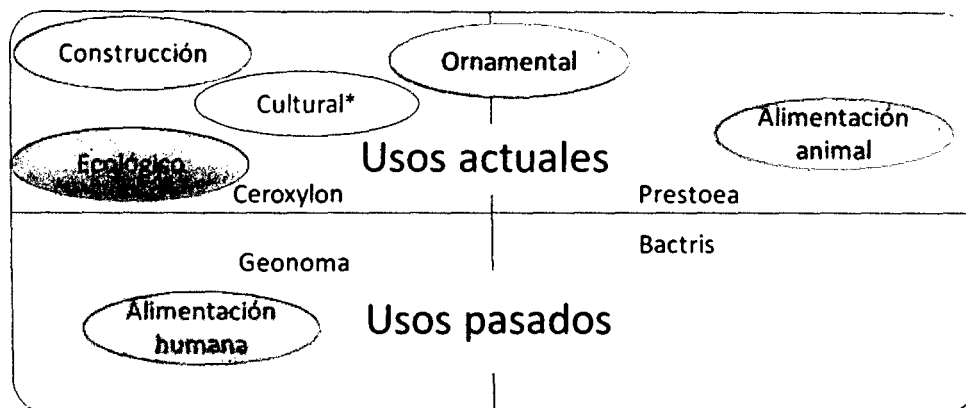 Construcción
Ornamental
Cultural*
Alimentación
animal
Ecológico
Usos actuales
Ceroxylon
Prestoea
Geonoma
Bactris
Alimentación
humana
Usos pasados